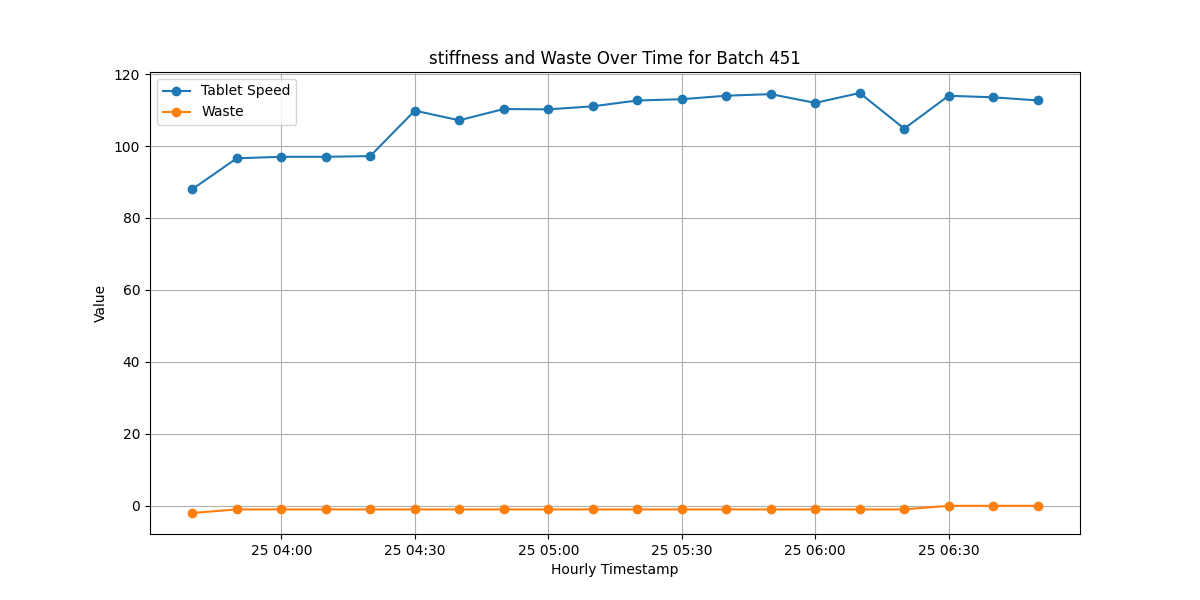 stiffness and Waste Over Time for Batch 451
Tablet Speed
Waste
120
100
80
60
40
20
0
Value
25 04:00
25 04:30
25 05:00
25 05:30
25 06:00
25 06:30
Hourly Timestamp